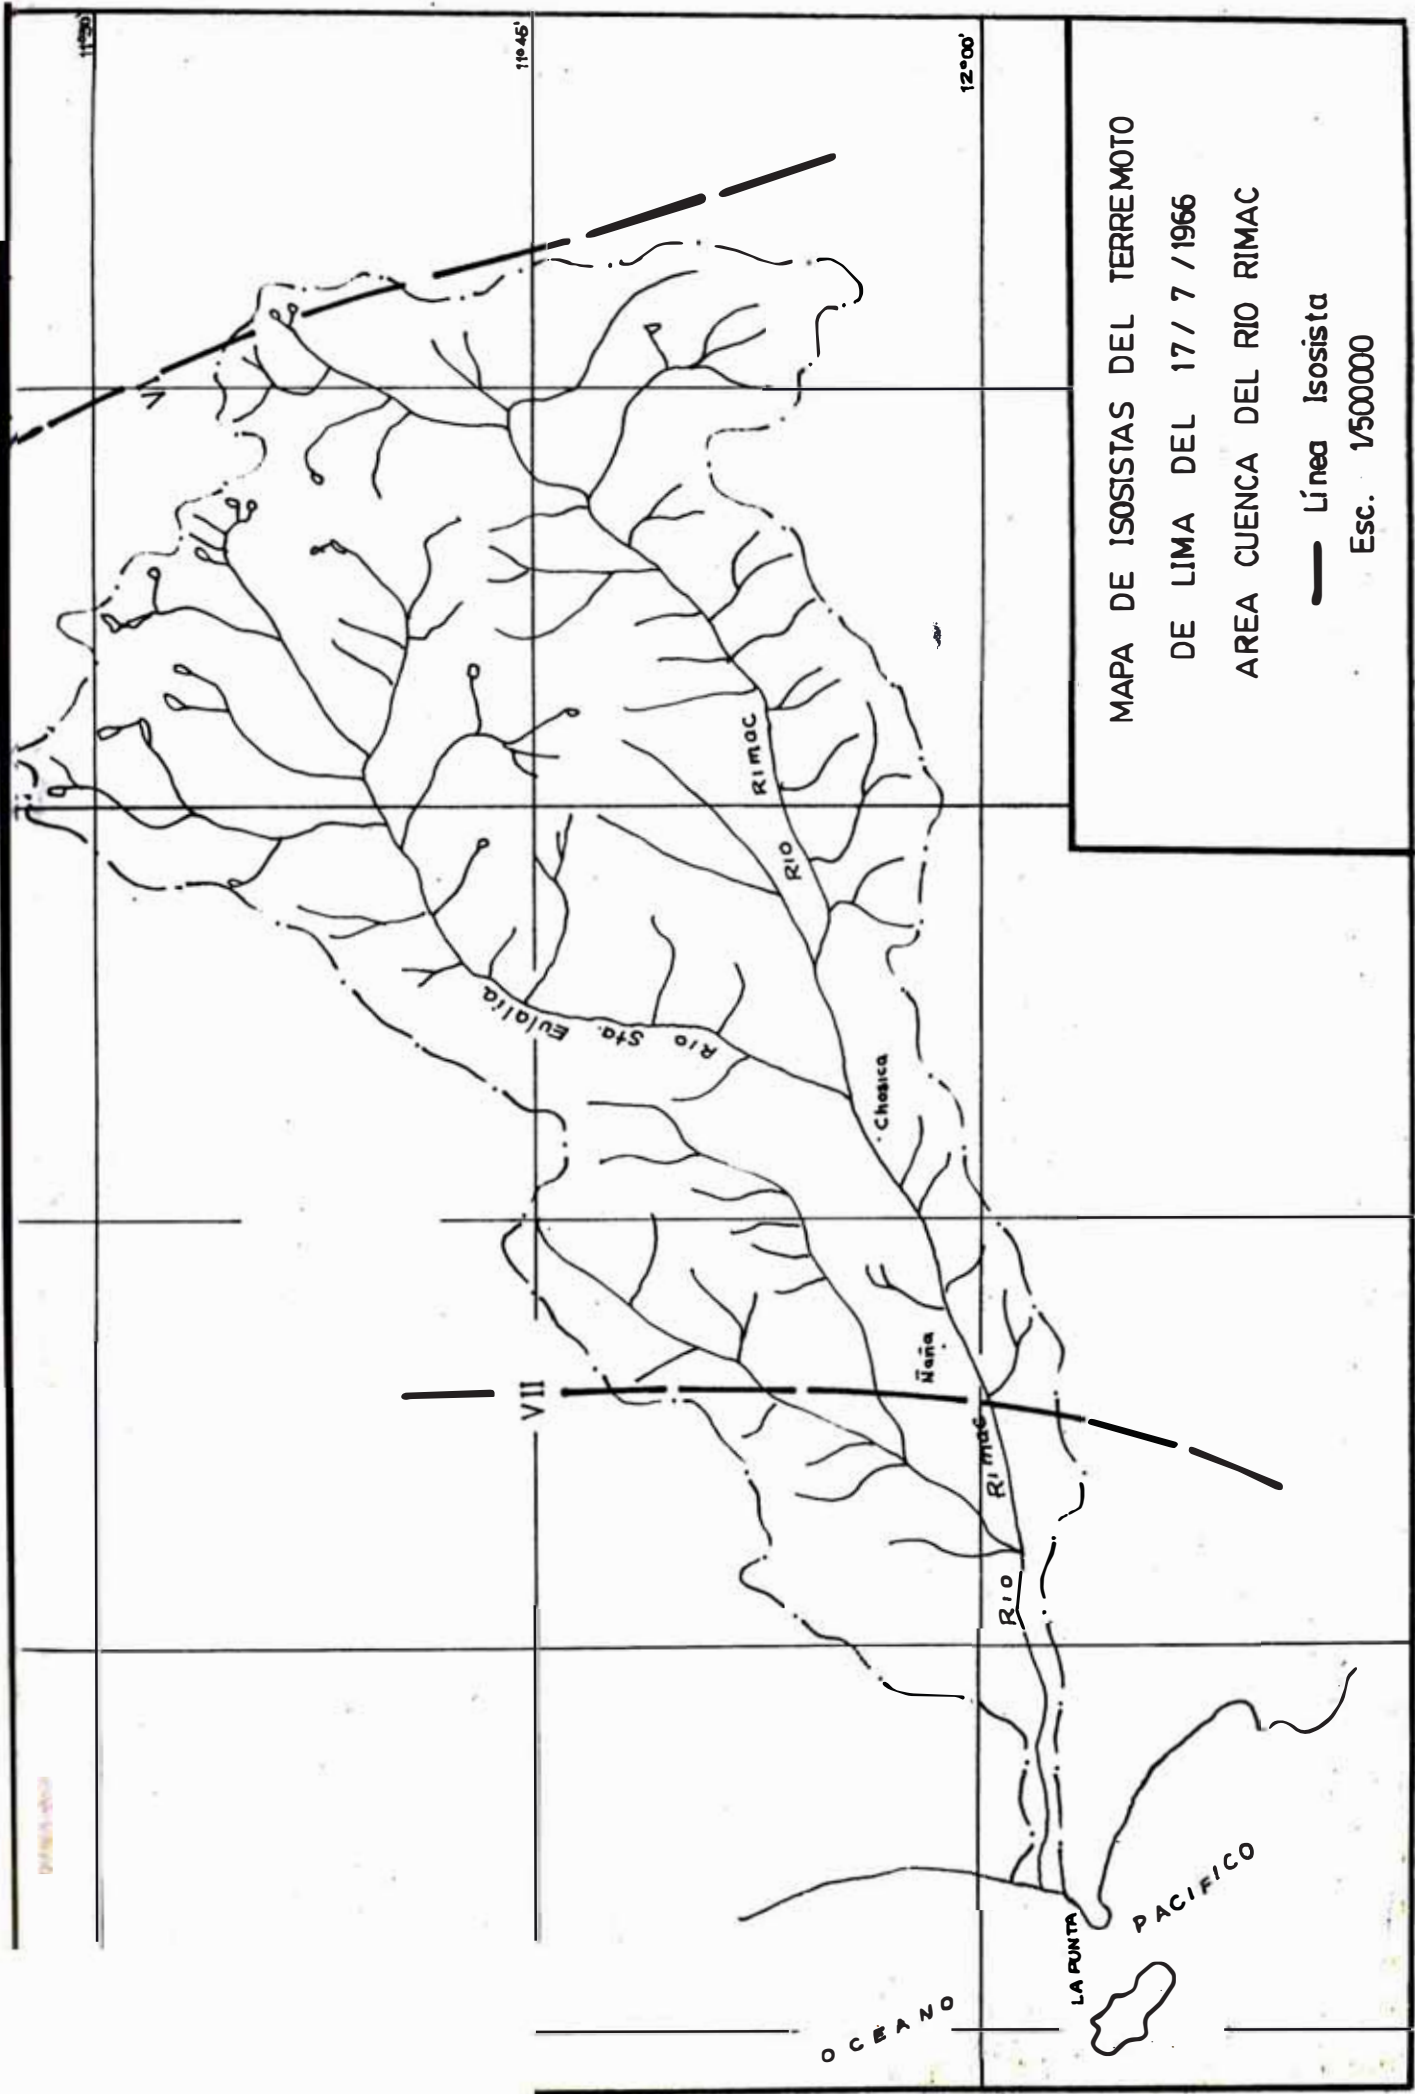 11°30'
11°45'
12°00'
V
VII
RIO Sta. Eulalia
RIO RIMAC
Chosica
Ñaña
RIO Rimac
LA PUNTA
OCEANO PACIFICO
MAPA DE ISOSISTAS DEL TERREMOTO
DE LIMA DEL 17/7/1966
AREA CUENCA DEL RIO RIMAC
Línea Isosista
Esc. 1/500000